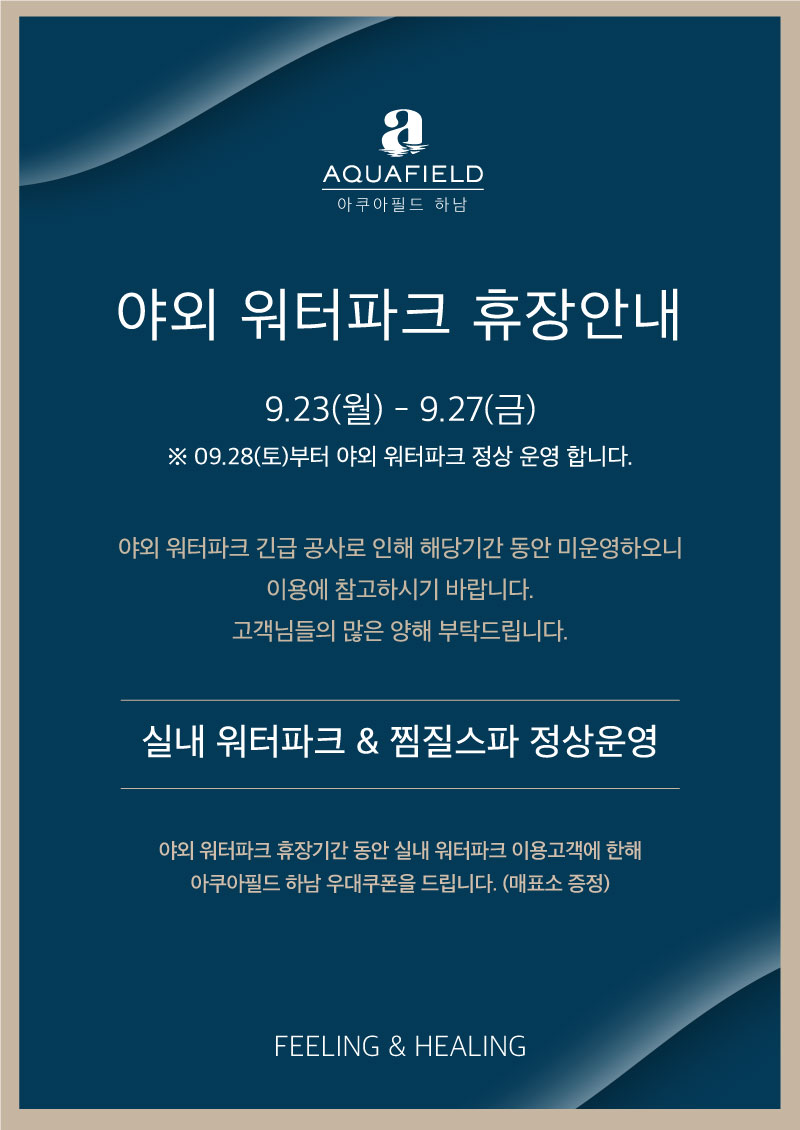 a
AQUAFIELD
아쿠아필드 하남
야외 워터파크 휴장안내
9.23(월) - 9.27(금)
※ 09.28(토)부터 야외 워터파크 정상 운영 합니다.
야외 워터파크 긴급 공사로 인해 해당기간 동안 미운영하오니
이용에 참고하시기 바랍니다.
고객님들의 많은 양해 부탁드립니다.
실내 워터파크 & 찜질스파 정상운영
야외 워터파크 휴장기간 동안 실내 워터파크 이용고객에 한해
아쿠아필드 하남 우대쿠폰을 드립니다. (매표소 증정)
FEELING & HEALING